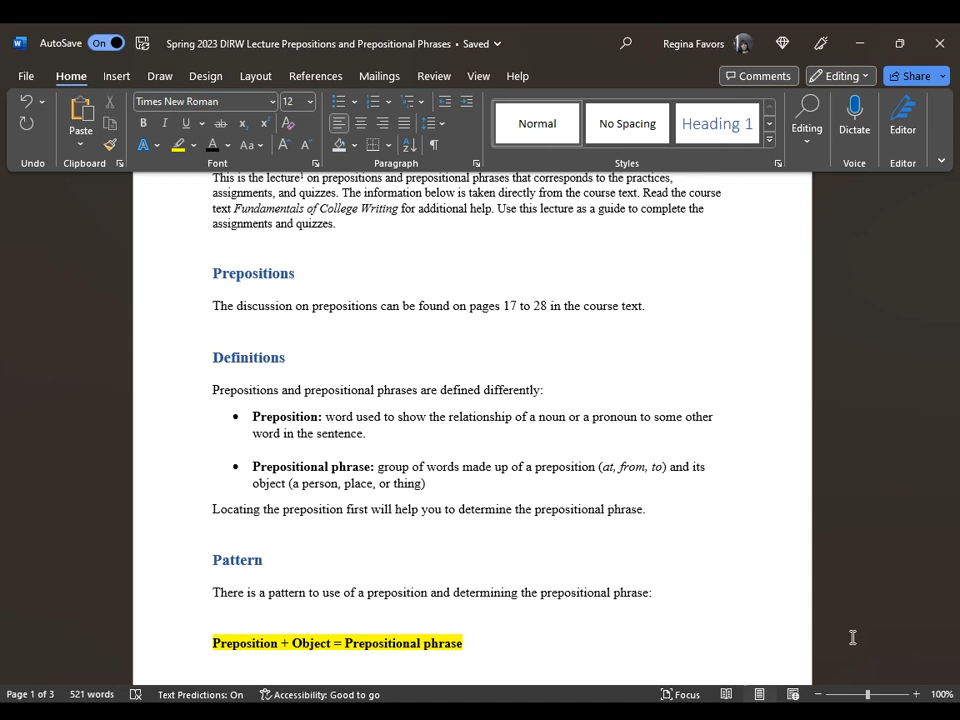 AutoSave On Spring 2023 DIRW Lecture Prepositions and Prepositional Phrases • Saved Regina Favors
File Home Insert Draw Design Layout References Mailings Review View Help Comments Editing Share
Times New Roman 12
Paste
Normal No Spacing Heading 1
Editing Dictate Editor
Undo Clipboard Font Paragraph Styles Voice Editor
This is the lecture¹ on prepositions and prepositional phrases that corresponds to the practices,
assignments, and quizzes. The information below is taken directly from the course text. Read the course
text Fundamentals of College Writing for additional help. Use this lecture as a guide to complete the
assignments and quizzes.
Prepositions
The discussion on prepositions can be found on pages 17 to 28 in the course text.
Definitions
Prepositions and prepositional phrases are defined differently:
• Preposition: word used to show the relationship of a noun or a pronoun to some other
word in the sentence.
• Prepositional phrase: group of words made up of a preposition (at, from, to) and its
object (a person, place, or thing)
Locating the preposition first will help you to determine the prepositional phrase.
Pattern
There is a pattern to use of a preposition and determining the prepositional phrase:
Preposition + Object = Prepositional phrase
Page 1 of 3 521 words Text Predictions: On Accessibility: Good to go Focus 100%